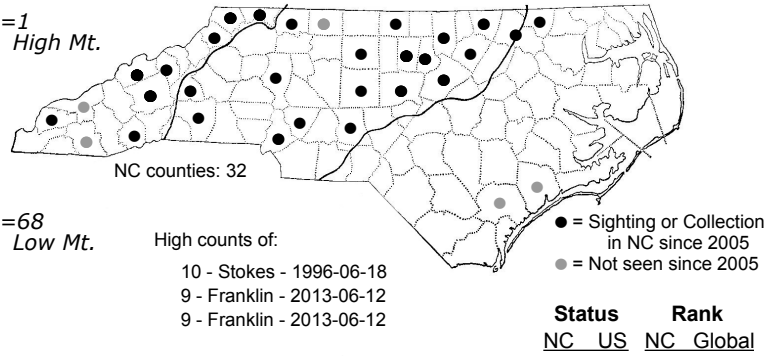 =1
High Mt.
NC counties: 32
=68
Low Mt.
High counts of:
10 - Stokes - 1996-06-18
9 - Franklin - 2013-06-12
9 - Franklin - 2013-06-12
= Sighting or Collection
in NC since 2005
= Not seen since 2005
Status Rank
NC US NC Global